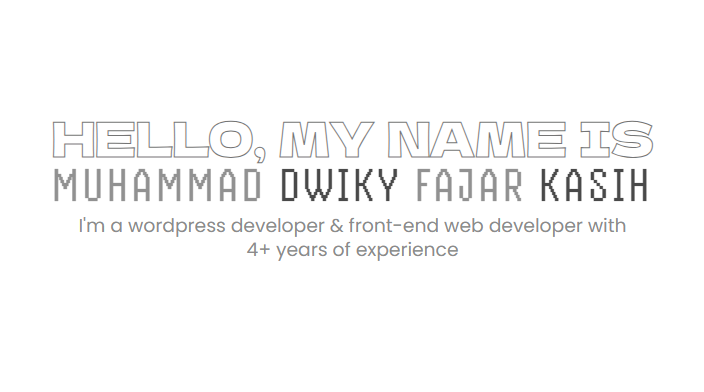 HELLO, MY NAME IS
MUHAMMAD DWIKY FAJAR KASIH
I'm a wordpress developer & front-end web developer with
4+ years of experience